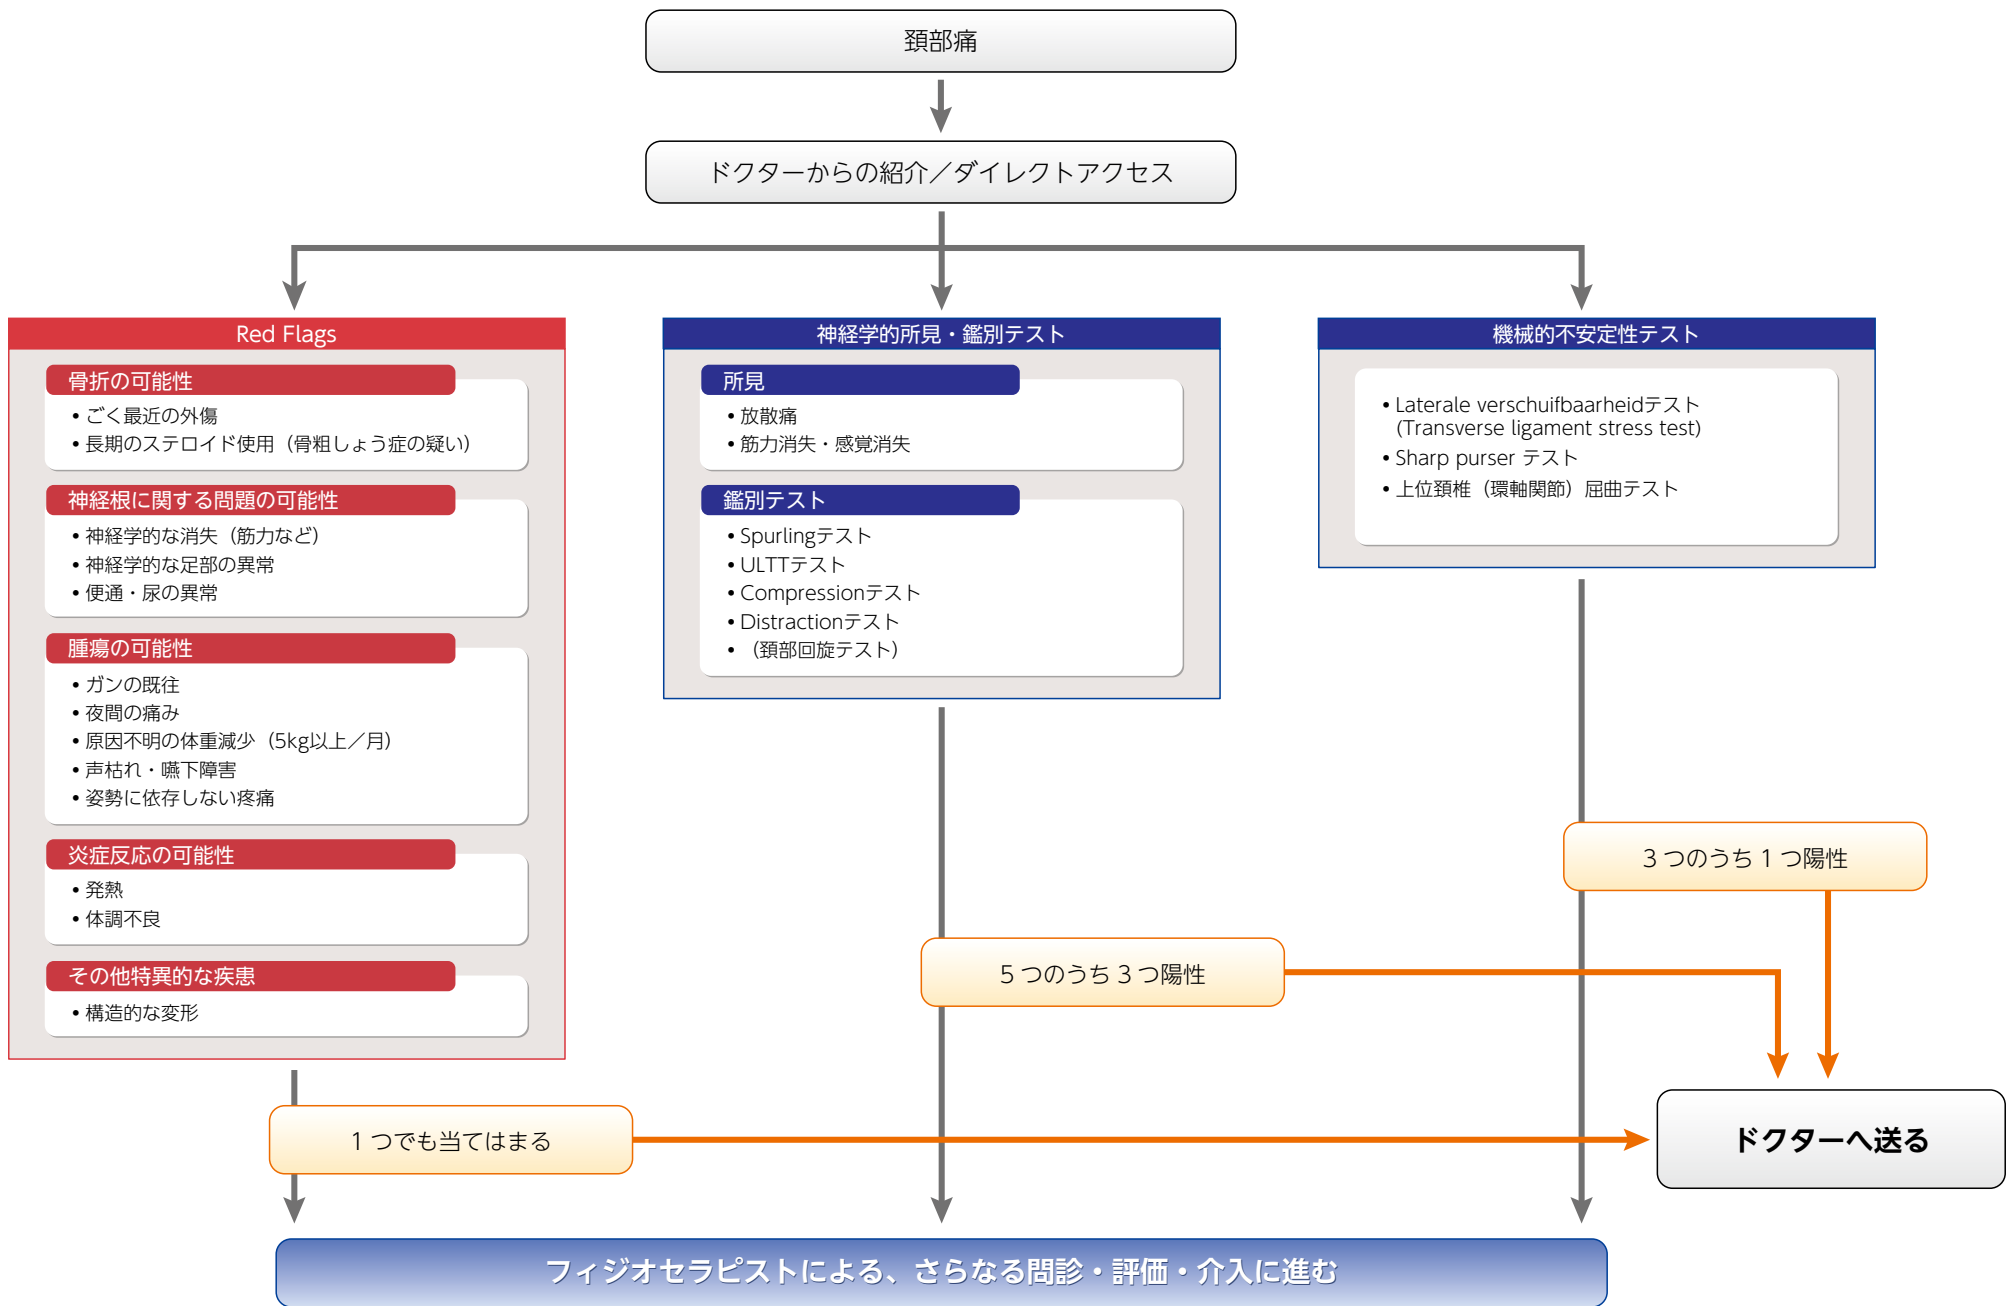 頚部痛
ドクターからの紹介／ダイレクトアクセス
Red Flags
骨折の可能性
• ごく最近の外傷
• 長期のステロイド使用（骨粗しょう症の疑い）
神経根に関する問題の可能性
• 神経学的な消失（筋力など）
• 神経学的な足部の異常
• 便通・尿の異常
腫瘍の可能性
• ガンの既往
• 夜間の痛み
• 原因不明の体重減少（5kg以上／月）
• 声枯れ・嚥下障害
• 姿勢に依存しない疼痛
炎症反応の可能性
• 発熱
• 体調不良
その他特異的な疾患
• 構造的な変形
神経学的所見・鑑別テスト
所見
• 放散痛
• 筋力消失・感覚消失
鑑別テスト
• Spurlingテスト
• ULTTテスト
• Compressionテスト
• Distractionテスト
• （頚部回旋テスト）
機械的不安定性テスト
• Laterale verschuifbaarheidテスト
(Transverse ligament stress test)
• Sharp purser テスト
• 上位頚椎（環軸関節）屈曲テスト
3 つのうち 1 つ陽性
5 つのうち 3 つ陽性
1 つでも当てはまる
ドクターへ送る
フィジオセラピストによる、さらなる問診・評価・介入に進む